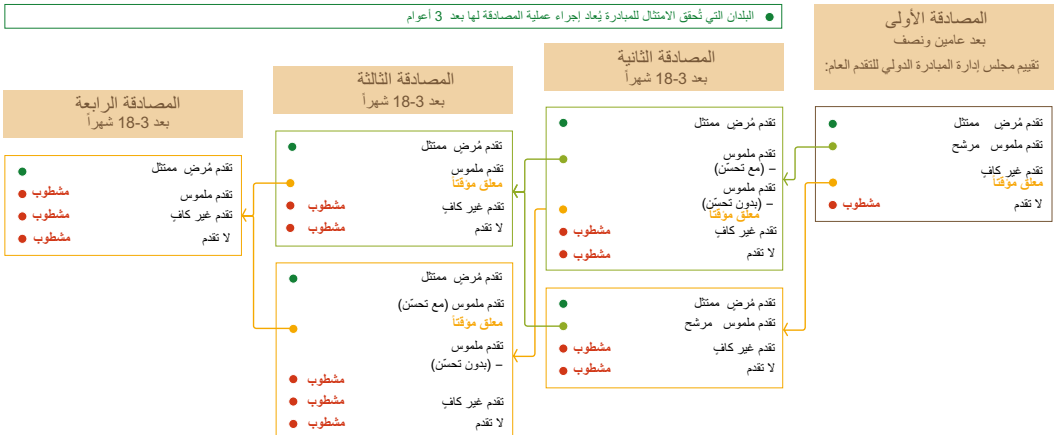 البلدان التي تُحقق الامتثال للمبادرة يُعاد إجراء عملية المصادقة لها بعد 3 أعوام
المصادقة الأولى
بعد عامين ونصف
تقييم مجلس إدارة المبادرة الدولي للتقدم العام:
تقدم مُرضٍ ممتثل
تقدم ملموس مرشح
تقدم غير كافٍ
معلق مؤقتاً
لا تقدم مشطوب
المصادقة الثانية
بعد 3-18 شهراً
تقدم مُرضٍ ممتثل
تقدم ملموس
– (مع تحسّن)
تقدم ملموس
– (بدون تحسّن)
معلق مؤقتاً
تقدم غير كافٍ مشطوب
لا تقدم مشطوب
تقدم مُرضٍ ممتثل
تقدم ملموس مرشح
تقدم غير كافٍ مشطوب
لا تقدم مشطوب
المصادقة الثالثة
بعد 3-18 شهراً
تقدم مُرضٍ ممتثل
تقدم ملموس
معلق مؤقتاً
تقدم غير كافٍ مشطوب
لا تقدم مشطوب
تقدم مُرضٍ ممتثل
تقدم ملموس (مع تحسّن)
معلق مؤقتاً
تقدم ملموس
– (بدون تحسّن)
مشطوب
تقدم غير كافٍ مشطوب
لا تقدم مشطوب
المصادقة الرابعة
بعد 3-18 شهراً
تقدم مُرضٍ ممتثل
تقدم ملموس مشطوب
تقدم غير كافٍ مشطوب
لا تقدم مشطوب